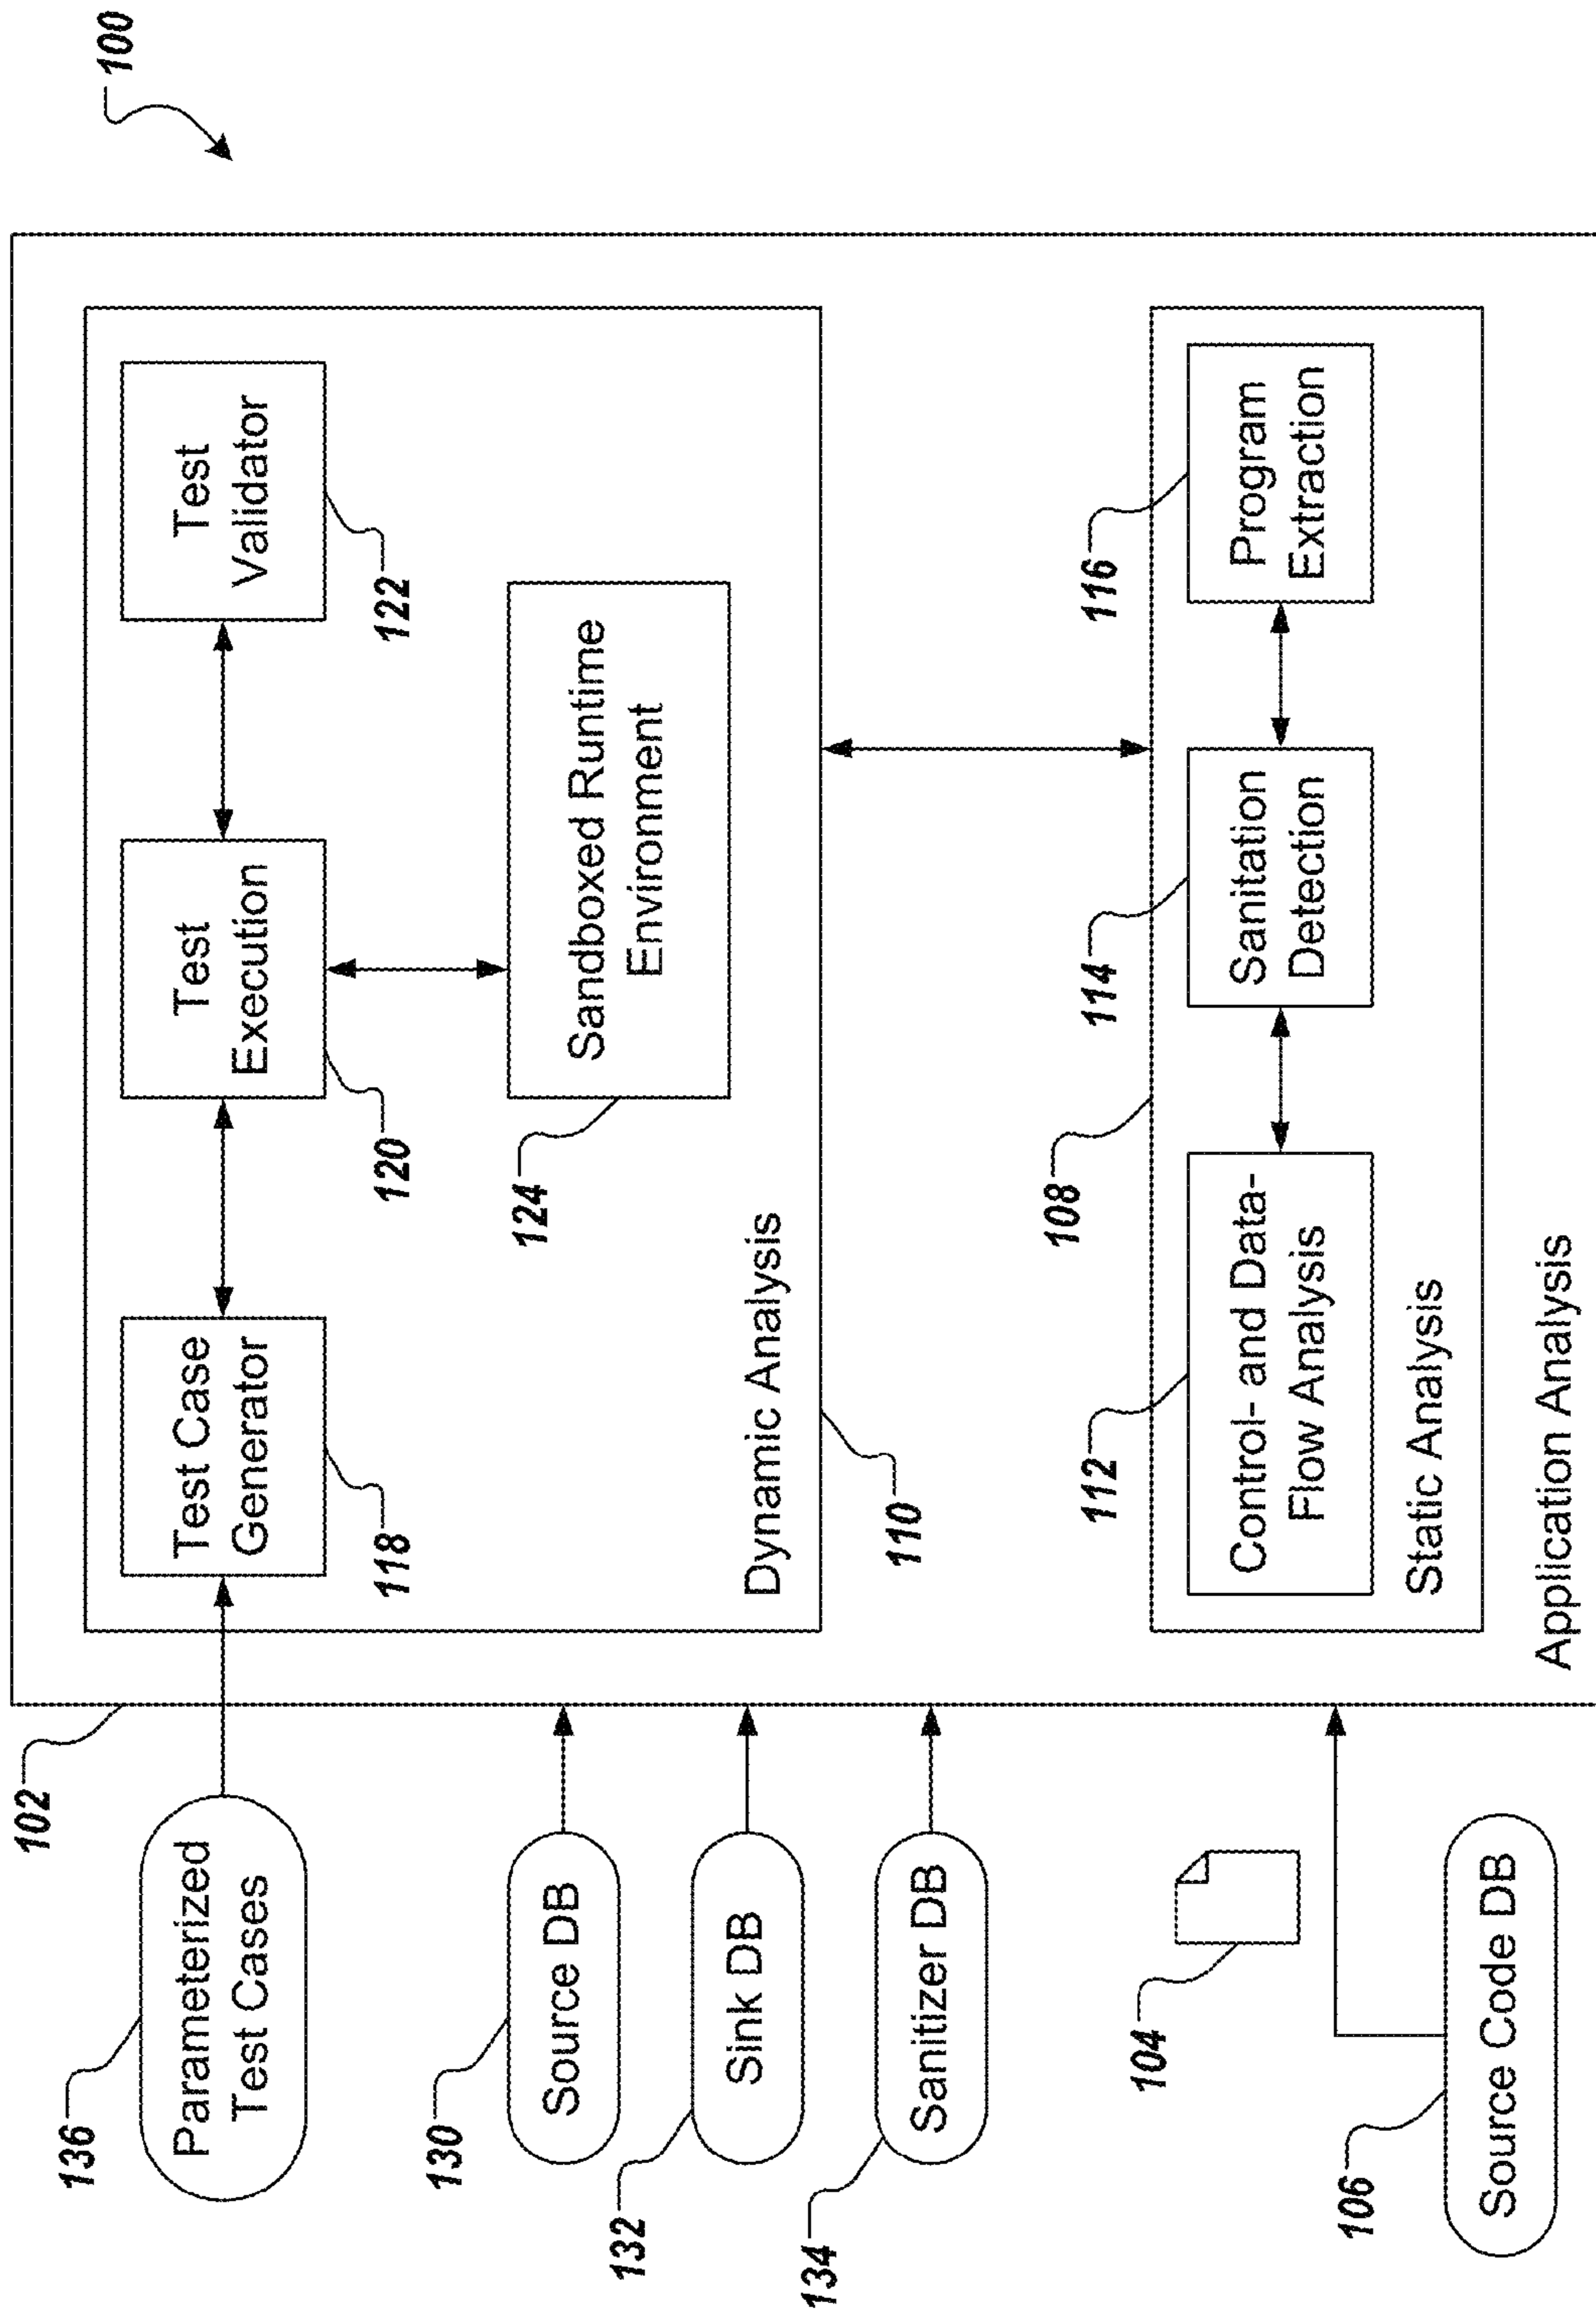 100
102
136
Parameterized
Test Cases
118
Test Case
Generator
120
Test
Execution
122
Test
Validator
124
Sandboxed Runtime
Environment
Dynamic Analysis
110
130
Source DB
132
Sink DB
134
Sanitizer DB
104
106
Source Code DB
108
112
Control- and Data-
Flow Analysis
114
Sanitation
Detection
116
Program
Extraction
Static Analysis
Application Analysis